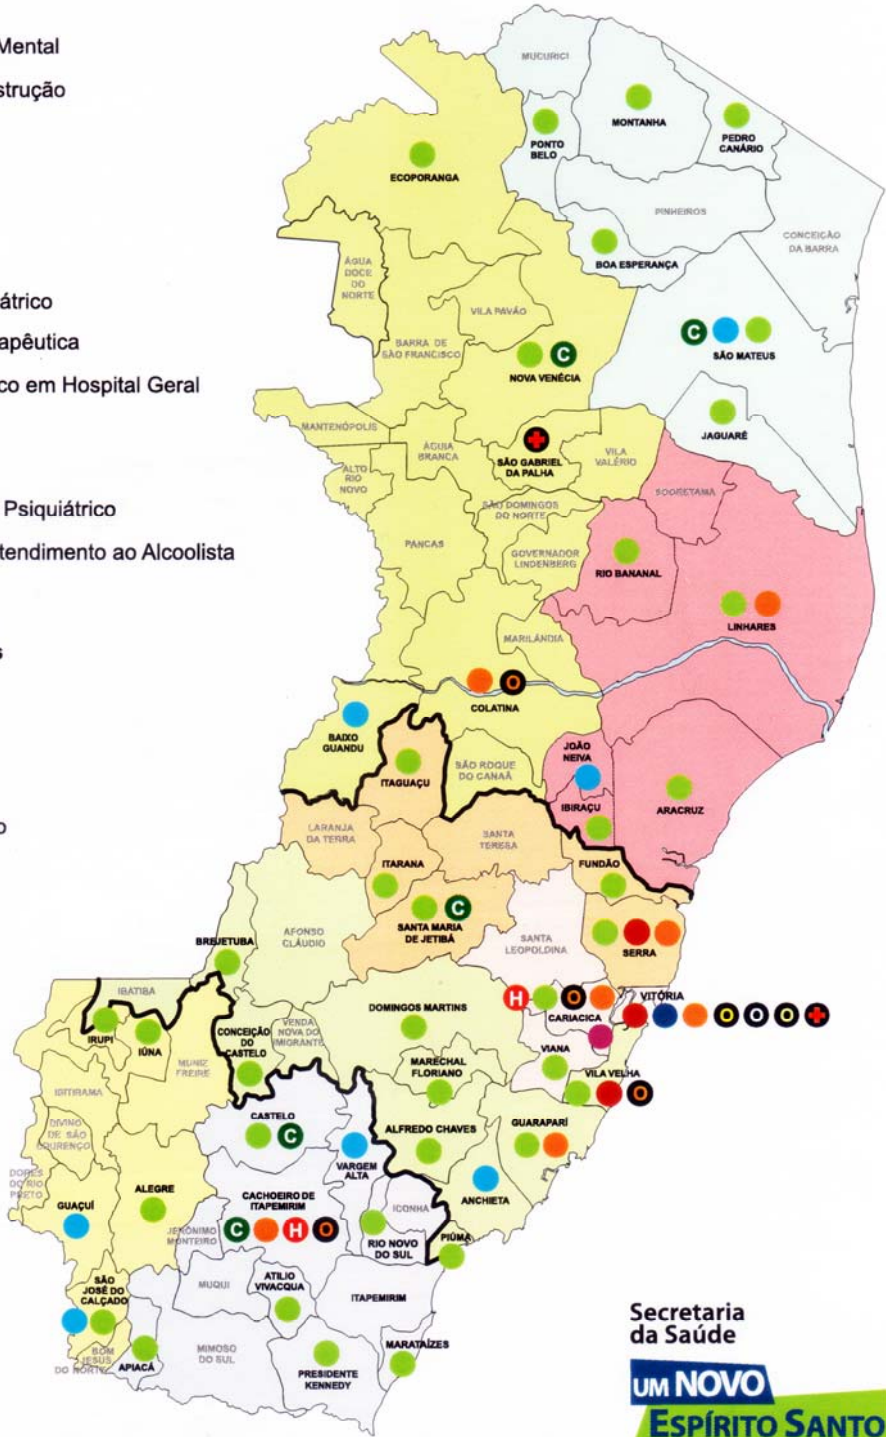 Mental
strução
iátrico
apêutica
co em Hospital Geral
Psiquiátrico
tendimento ao Alcoolista
s
o
MUCURICI
MONTANHA
PONTO
BELO
PEDRO
CANÁRIO
ECOPORANGA
PINHEIROS
CONCEIÇÃO
DA BARRA
BOA ESPERANÇA
ÁGUA
DOCE
DO
NORTE
VILA PAVÃO
BARRA DE
SÃO FRANCISCO
C
SÃO MATEUS
C
NOVA VENÉCIA
JAGUARÉ
MANTENÓPOLIS
ÁGUIA
BRANCA
SÃO GABRIEL
DA PALHA
VILA
VALÉRIO
ALTO
RIO
NOVO
SOORETAMA
SÃO DOMINGOS
DO NORTE
PANCAS
GOVERNADOR
LINDENBERG
RIO BANANAL
LINHARES
MARILÂNDIA
O
COLATINA
BAIXO
GUANDU
JOÃO
NEIVA
ITAGUAÇU
SÃO ROQUE
DO CANAÃ
IBIRAÇU
ARACRUZ
LARANJA
DA TERRA
SANTA
TERESA
ITARANA
FUNDÃO
C
SANTA MARIA
DE JETIBÁ
AFONSO
CLÁUDIO
BREJETUBA
SANTA
LEOPOLDINA
SERRA
IBATIBA
H O
CARIACICA
VITÓRIA
O O O
DOMINGOS MARTINS
IRUPI
IÚNA
CONCEIÇÃO
DO
CASTELO
VENDA
NOVA DO
IMIGRANTE
MUNIZ
FREIRE
VIANA
MARECHAL
FLORIANO
VILA VELHA
O
IBITIRAMA
CASTELO
C
ALFREDO CHAVES
GUARAPARÍ
DIVINO
DE SÃO
LOURENÇO
VARGEM
ALTA
DORES
DO RIO
PRETO
ALEGRE
GUAÇUÍ
CACHOEIRO DE
ITAPEMIRIM
C H O
ANCHIETA
ICONHA
JERÔNIMO
MONTEIRO
RIO NOVO
DO SUL
PIÚMA
SÃO
JOSÉ DO
CALÇADO
MUQUI
ATILIO
VIVACQUA
ITAPEMIRIM
BOM
JESUS
DO NORTE
APIACÁ
MIMOSO
DO SUL
PRESIDENTE
KENNEDY
MARATAÍZES
Secretaria
da Saúde
UM NOVO
ESPÍRITO SANTO